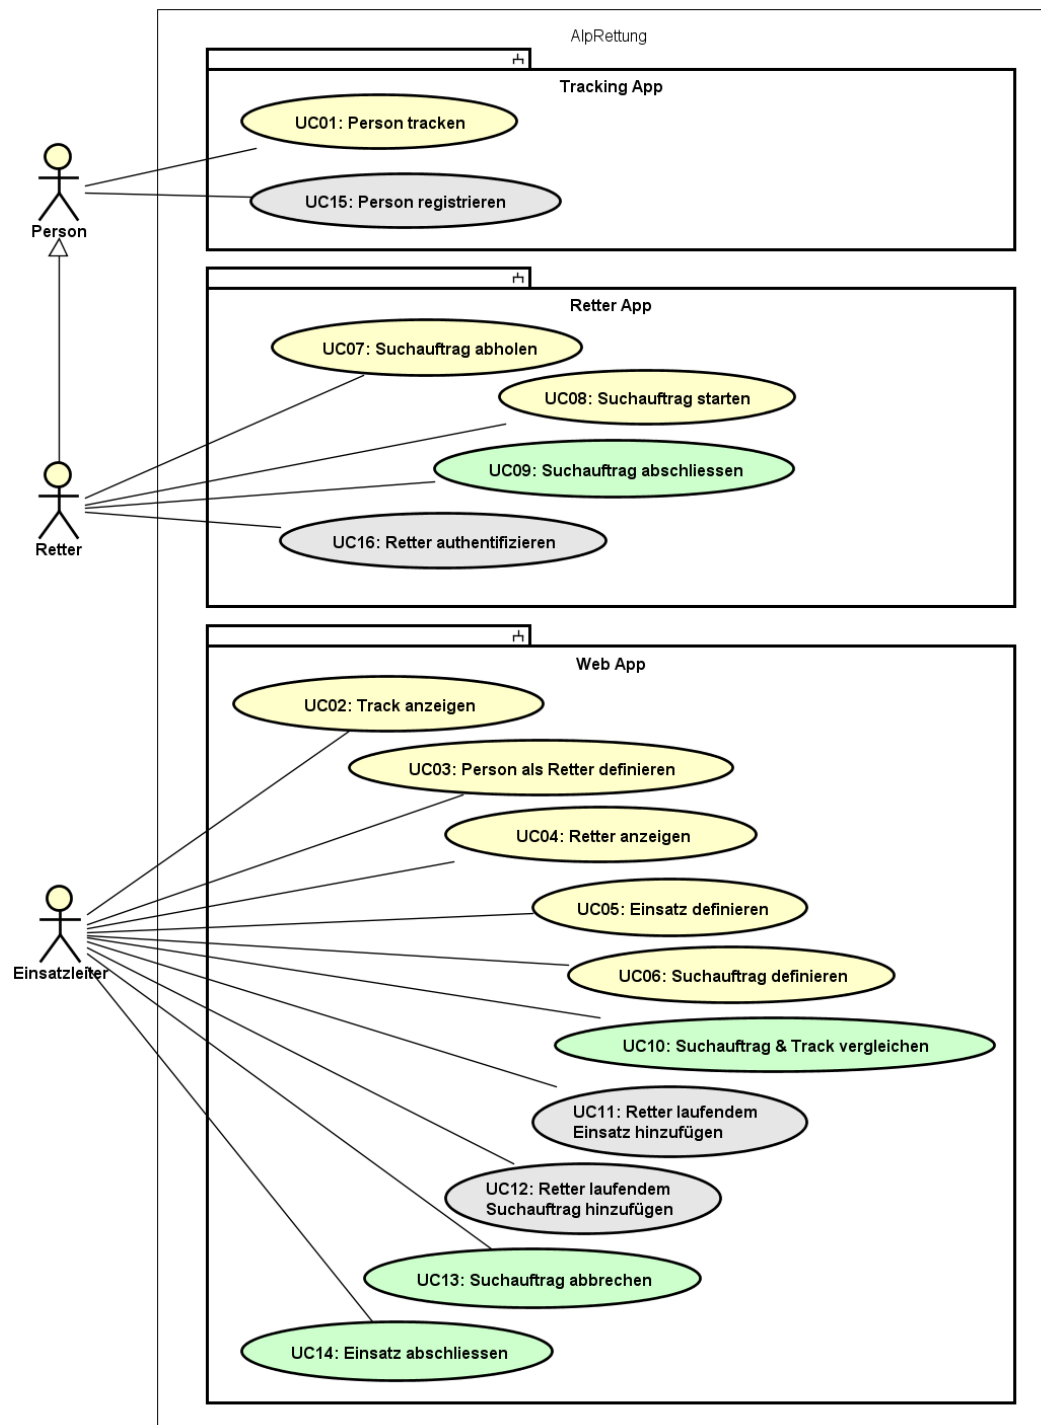 AlpRettung
Tracking App
UC01: Person tracken
UC15: Person registrieren
Person
Retter App
UC07: Suchauftrag abholen
UC08: Suchauftrag starten
UC09: Suchauftrag abschliessen
UC16: Retter authentifizieren
Retter
Web App
UC02: Track anzeigen
UC03: Person als Retter definieren
UC04: Retter anzeigen
UC05: Einsatz definieren
Einsatzleiter
UC06: Suchauftrag definieren
UC10: Suchauftrag & Track vergleichen
UC11: Retter laufendem
Einsatz hinzufügen
UC12: Retter laufendem
Suchauftrag hinzufügen
UC13: Suchauftrag abbrechen
UC14: Einsatz abschliessen